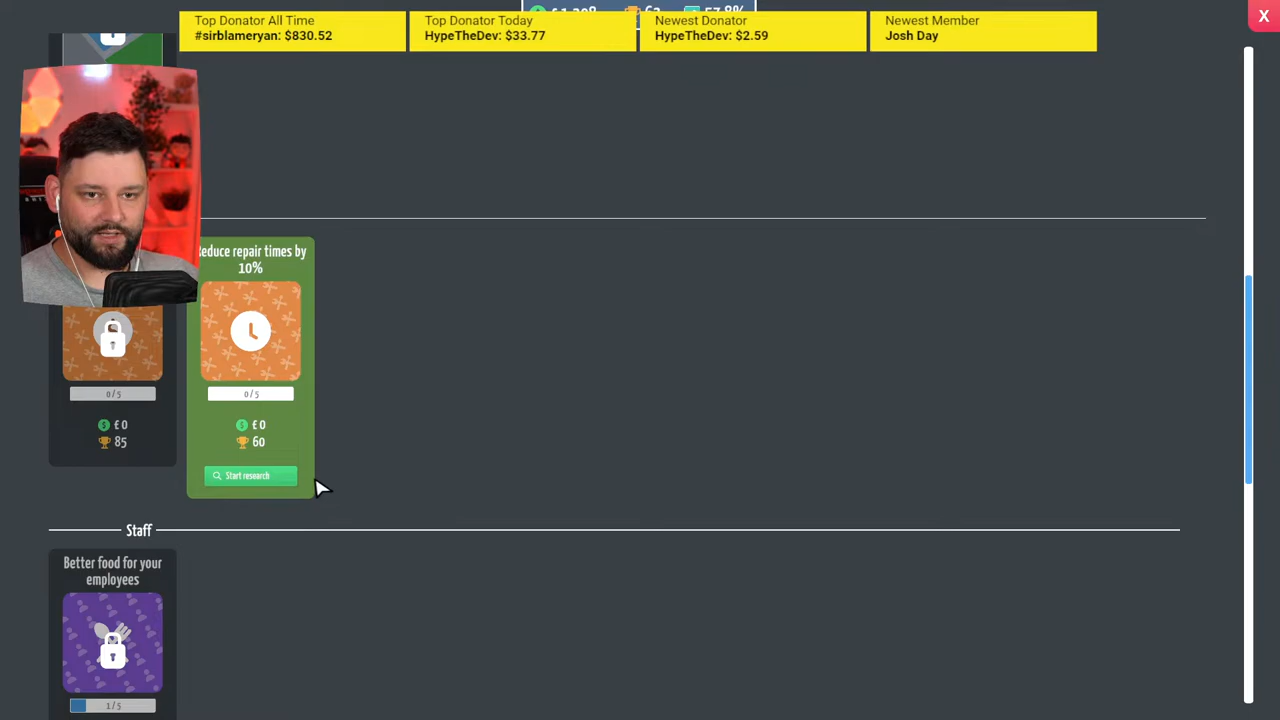 Top Donator All Time
#sirblameryan: $830.52
Top Donator Today
HypeTheDev: $33.77
Newest Donator
HypeTheDev: $2.59
Newest Member
Josh Day
X
Reduce repair times by
10%
0/5
£0
85
0/5
£0
60
Start research
Staff
Better food for your
employees
1/5